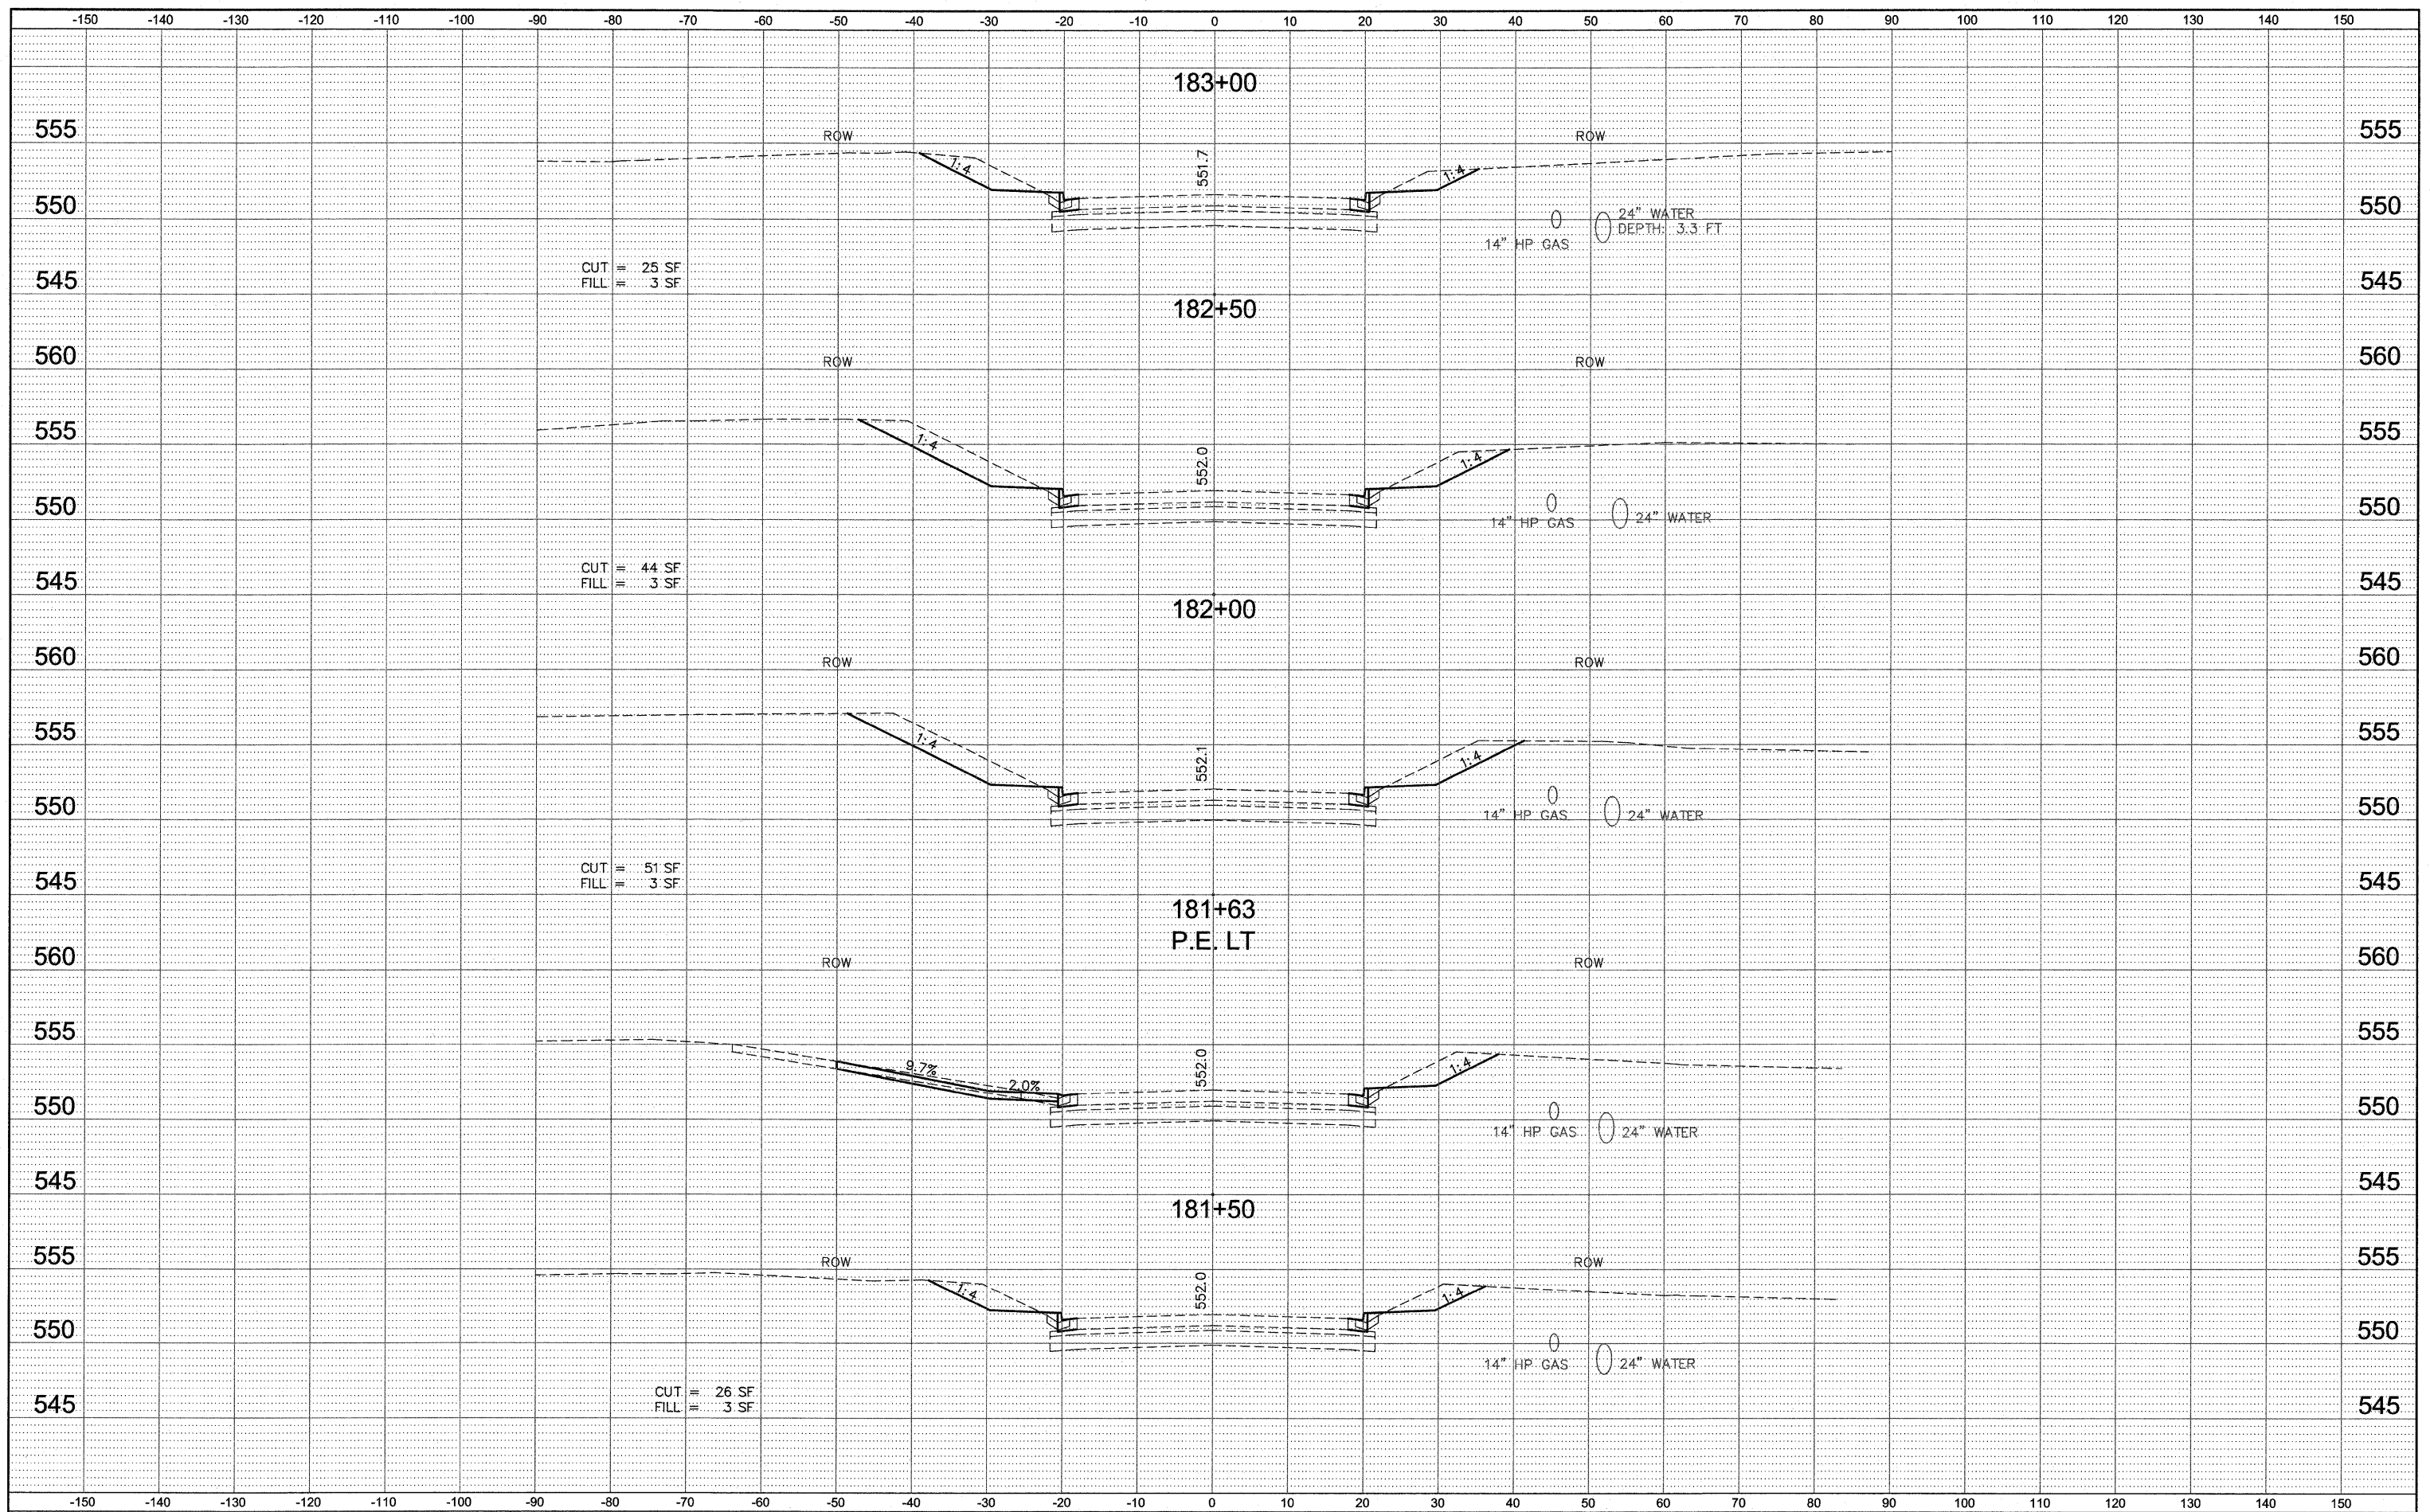 -150 -140 -130 -120 -110 -100 -90 -80 -70 -60 -50 -40 -30 -20 -10 0 10 20 30 40 50 60 70 80 90 100 110 120 130 140 150
183+00
555 ROW ROW 555
1:4 551.7 1:4
550 550
24" WATER
DEPTH: 3.3 FT
14" HP GAS
CUT = 25 SF
FILL = 3 SF
545 545
182+50
560 ROW ROW 560
555 555
1:4 552.0 1:4
550 550
14" HP GAS 24" WATER
CUT = 44 SF
FILL = 3 SF
545 545
182+00
560 ROW ROW 560
555 555
1:4 552.1 1:4
550 550
14" HP GAS 24" WATER
CUT = 51 SF
FILL = 3 SF
545 545
181+63
P.E. LT
560 ROW ROW 560
555 555
9.7% 2.0% 552.0 1:4
550 550
14" HP GAS 24" WATER
545 545
181+50
555 ROW ROW 555
1:4 552.0 1:4
550 550
14" HP GAS 24" WATER
CUT = 26 SF
FILL = 3 SF
545 545
-150 -140 -130 -120 -110 -100 -90 -80 -70 -60 -50 -40 -30 -20 -10 0 10 20 30 40 50 60 70 80 90 100 110 120 130 140 150